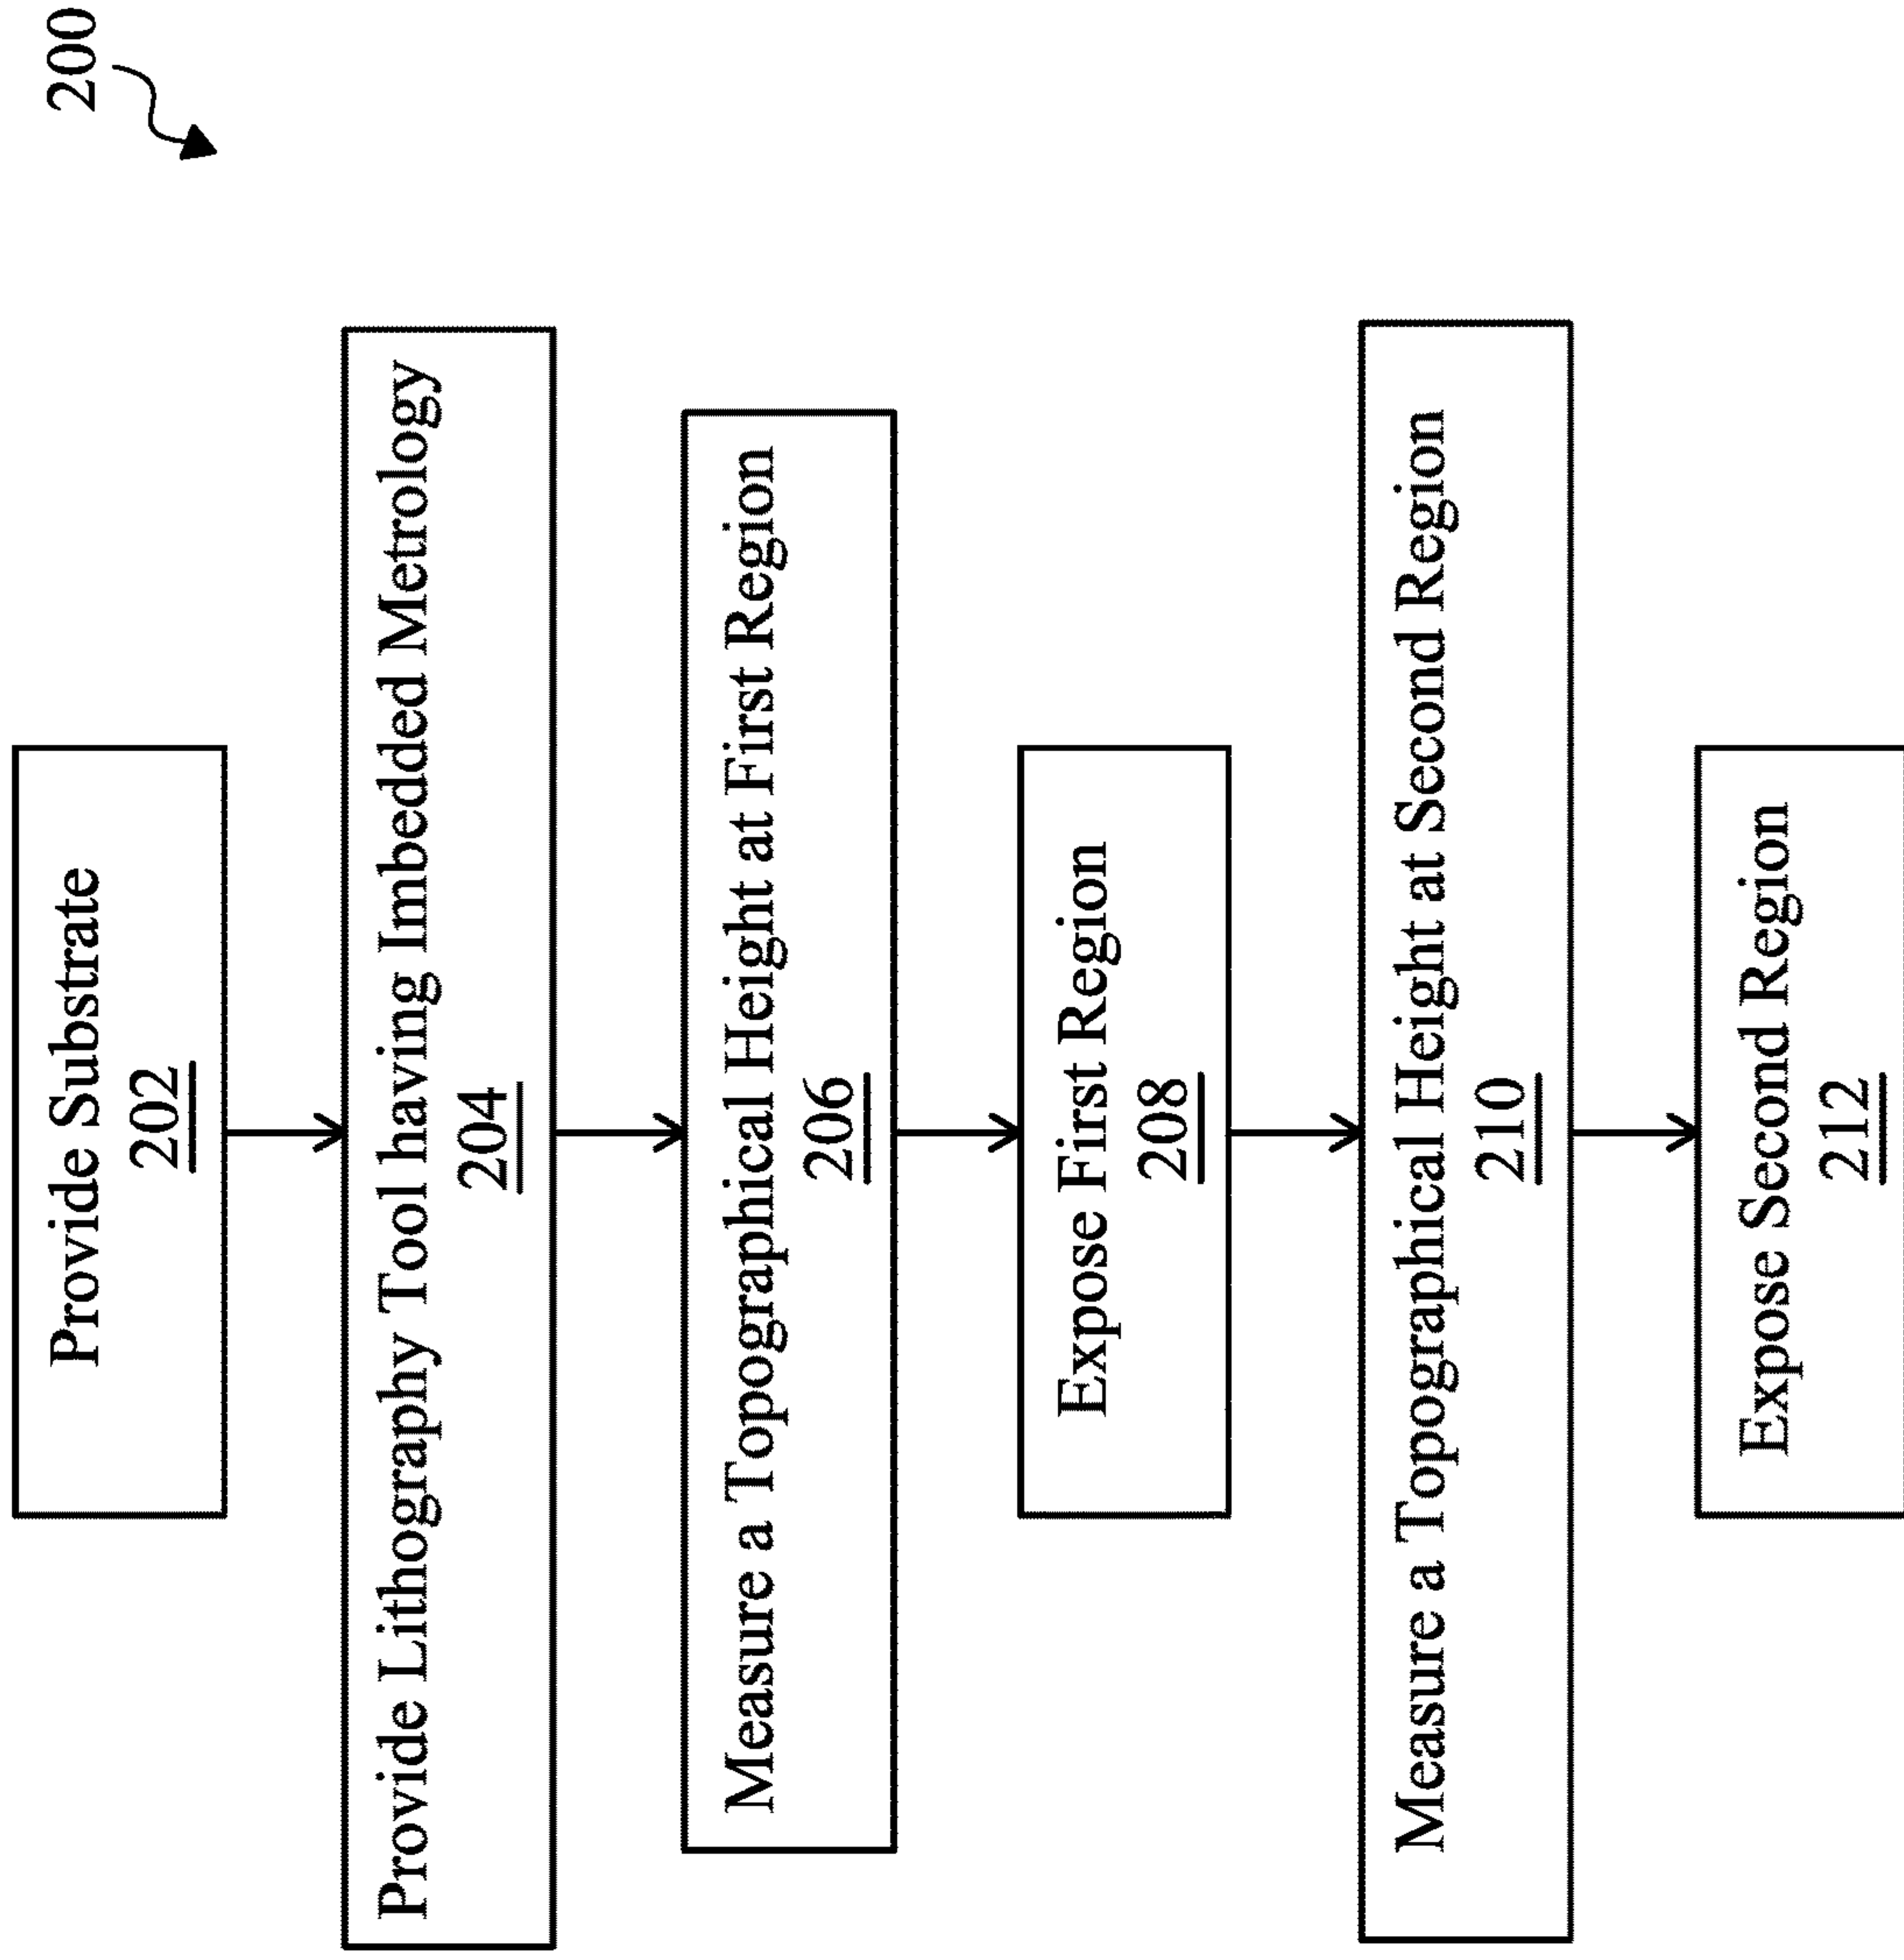 200
Provide Substrate
202
Provide Lithography Tool having Imbedded Metrology
204
Measure a Topographical Height at First Region
206
Expose First Region
208
Measure a Topographical Height at Second Region
210
Expose Second Region
212